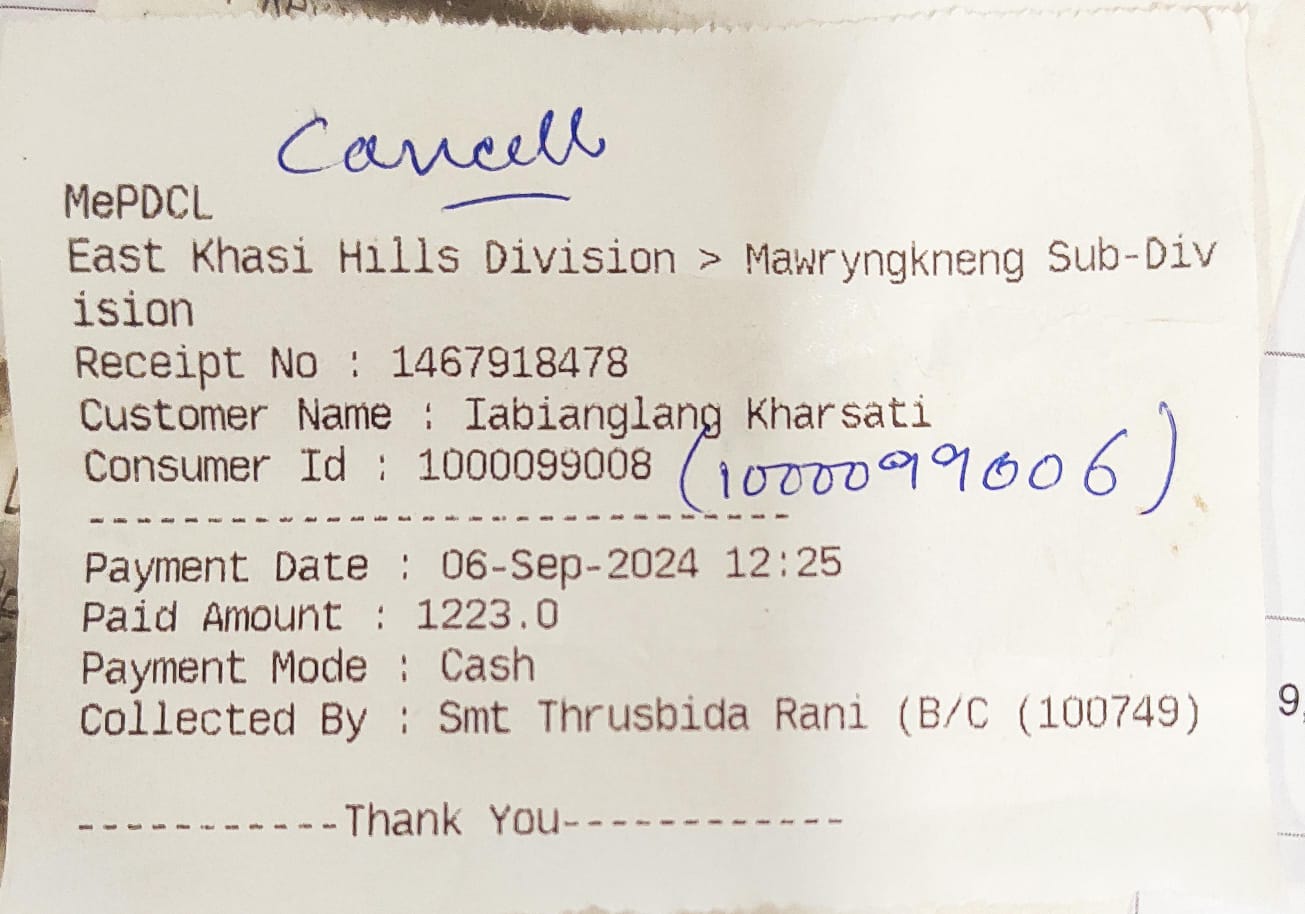 Cancell
MePDCL
East Khasi Hills Division > Mawryngkneng Sub-Div
ision
Receipt No : 1467918478
Customer Name : Iabianglang Kharsati
Consumer Id : 1000099008 (1000099006)
------------------------------
Payment Date : 06-Sep-2024 12:25
Paid Amount : 1223.0
Payment Mode : Cash
Collected By : Smt Thrusbida Rani (B/C (100749)
-----------Thank You------------
9,